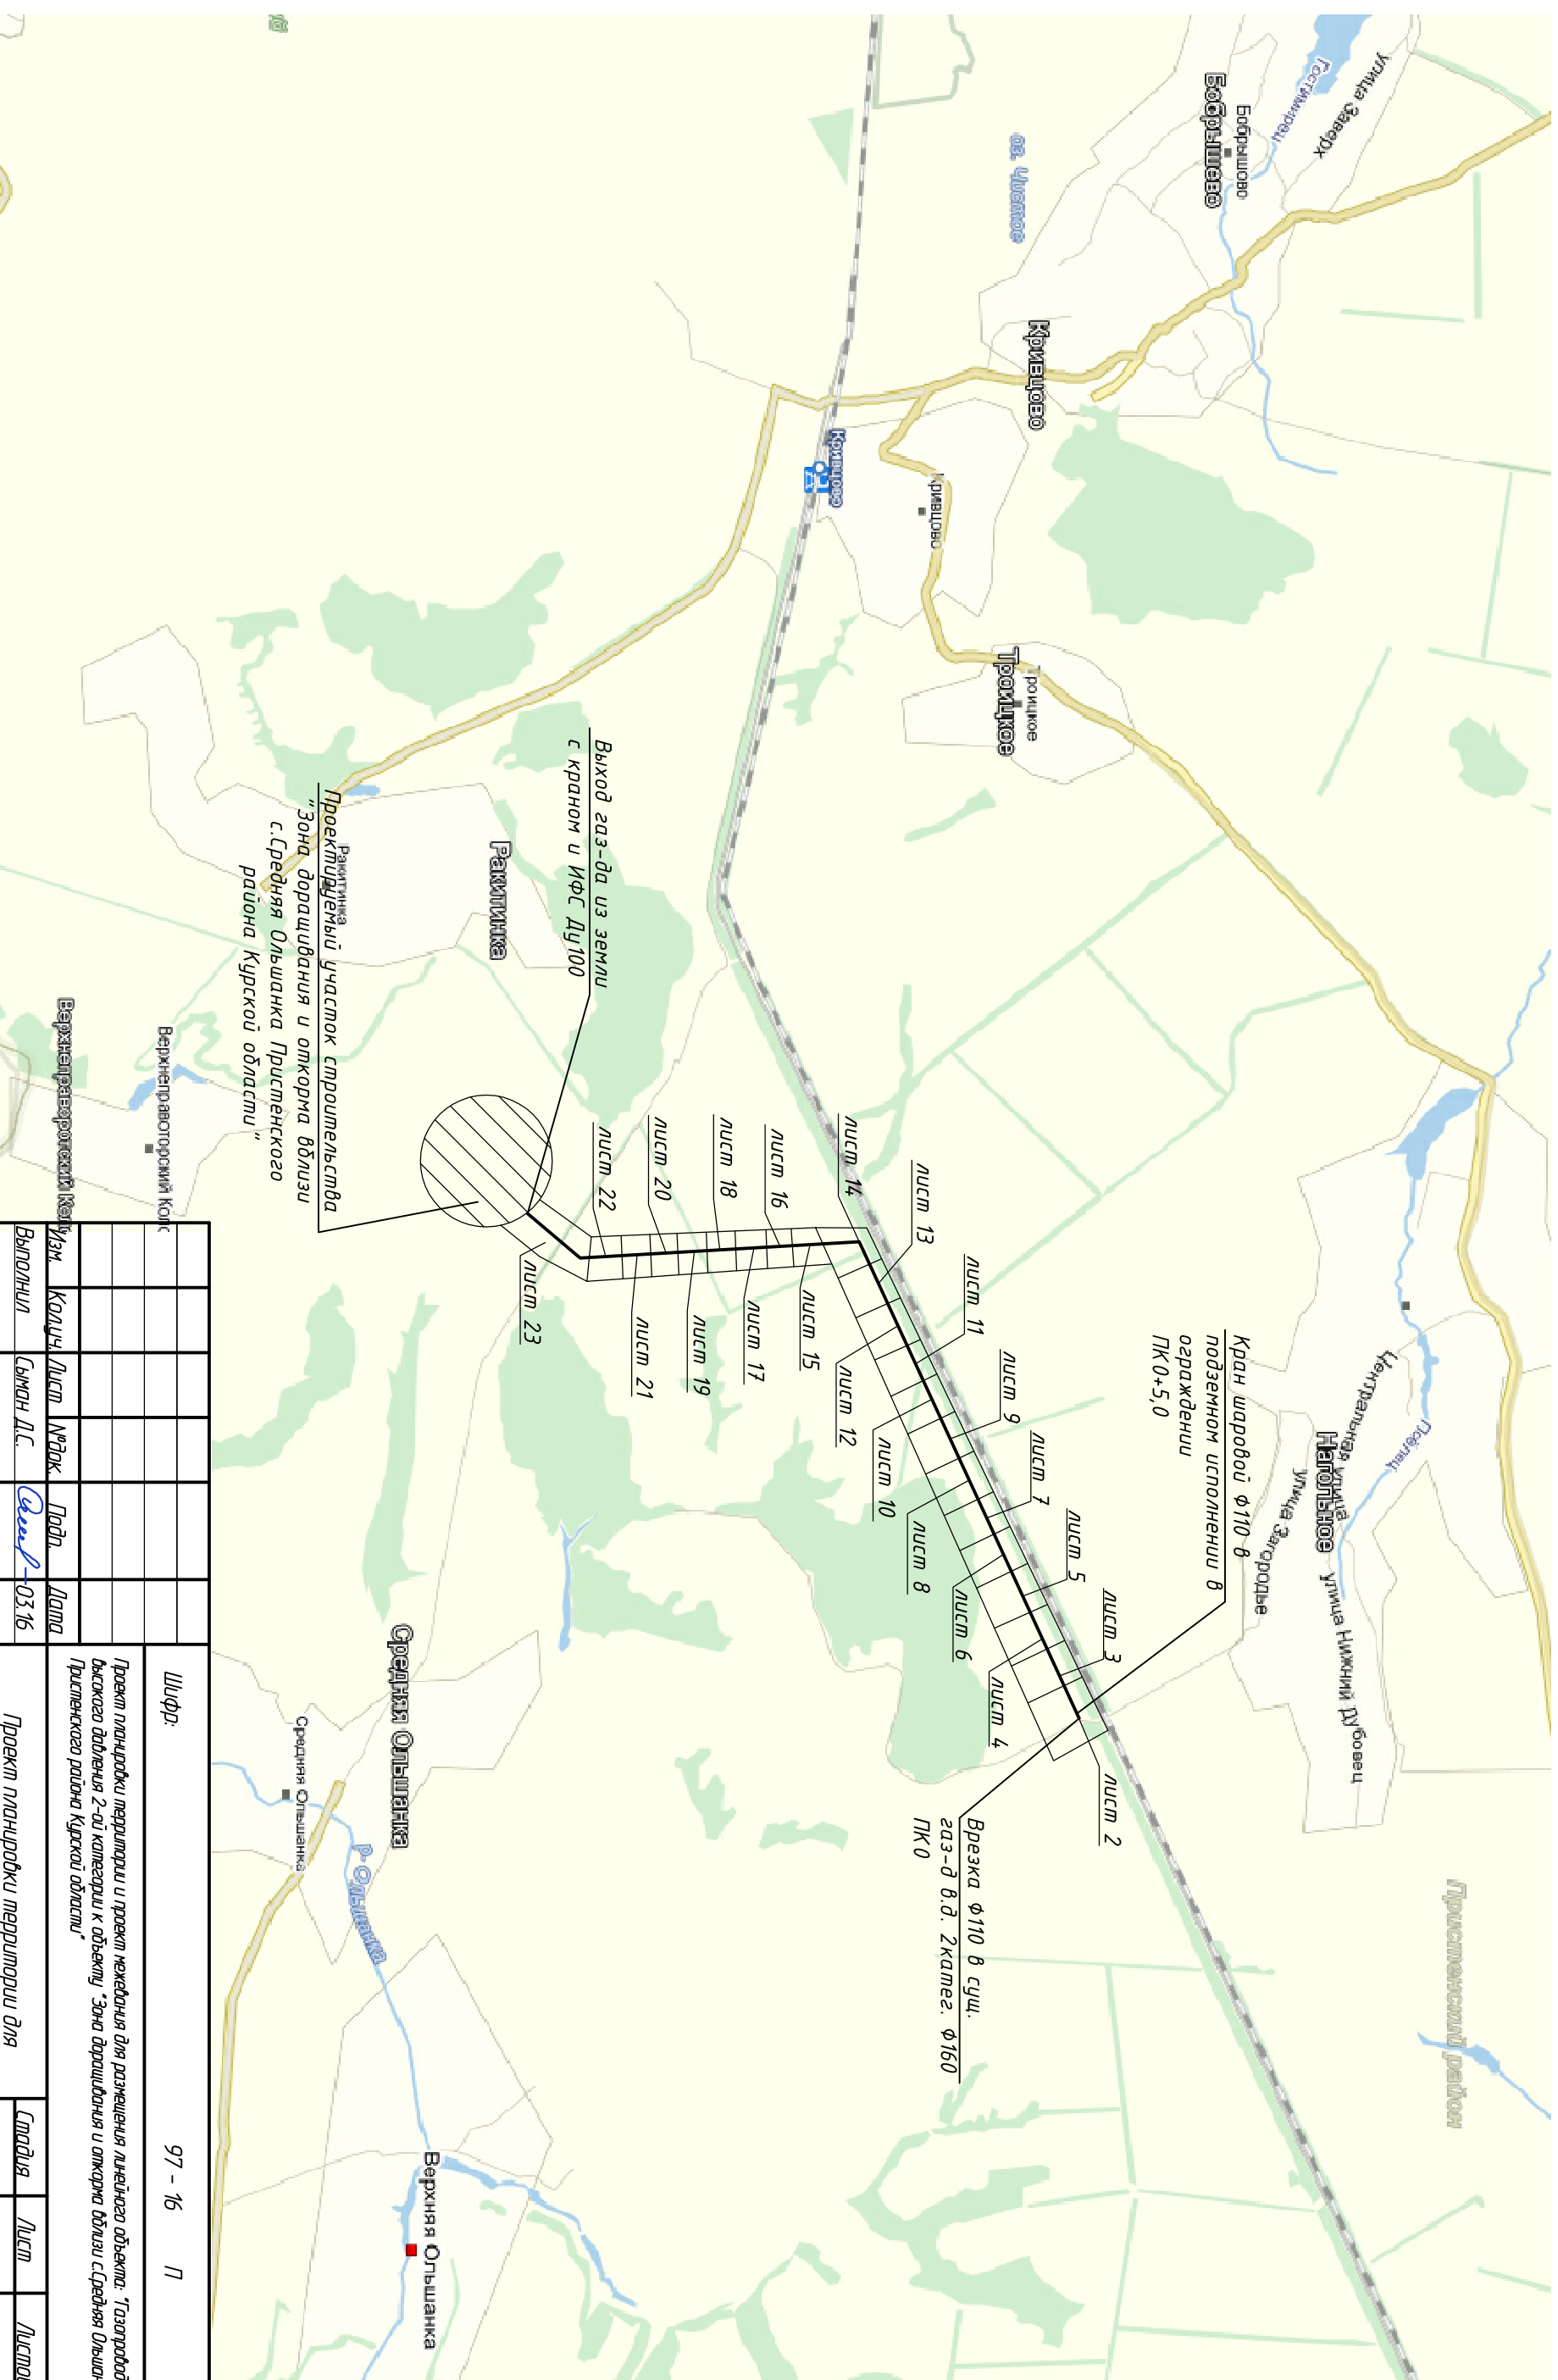 Пристенский район
улица Заверх
Гостимирец
Бобрышово
Бобрышево
оз. Чистое
Кривцово
Кривцово
Кривцово
Троицкое
Троицкое
Центральная улица
Псёлец
Нагольное
улица Загородье
улица Нижний Дубовец
Кран шаровой ф110 в
подземном исполнении в
ограждении
ПК0+5,0
лист 2
лист 3
лист 4
лист 5
лист 6
лист 7
лист 8
лист 9
лист 10
лист 11
лист 12
лист 13
лист 14
лист 15
лист 16
лист 17
лист 18
лист 19
лист 20
лист 21
лист 22
лист 23
Врезка ф110 в сущ.
газ-д в.д. 2катег. ф160
ПК0
Выход газ-да из земли
с краном и ИФС Ду100
Ракитинка
Ракитинка
Проектируемый участок строительства
"Зона доращивания и откорма вблизи
с.Средняя Ольшанка Пристенского
района Курской области"
Верхнеправоторский Коло
Средняя Ольшанка
Средняя Ольшанка
р. Ольшанка
Верхняя Ольшанка
Шифр:
97 - 16 П
Проект планировки территории и проект межевания для размещения линейного объекта: "Газопровод
высокого давления 2-ой категории к объекту "Зона доращивания и откорма вблизи с.Средняя Ольшан
Пристенского района Курской области"
Изм. Кол.уч. Лист №док. Подп. Дата
Выполнил Сыман Д.С. 03.16
Проект планировки территории для
Стадия Лист Листов